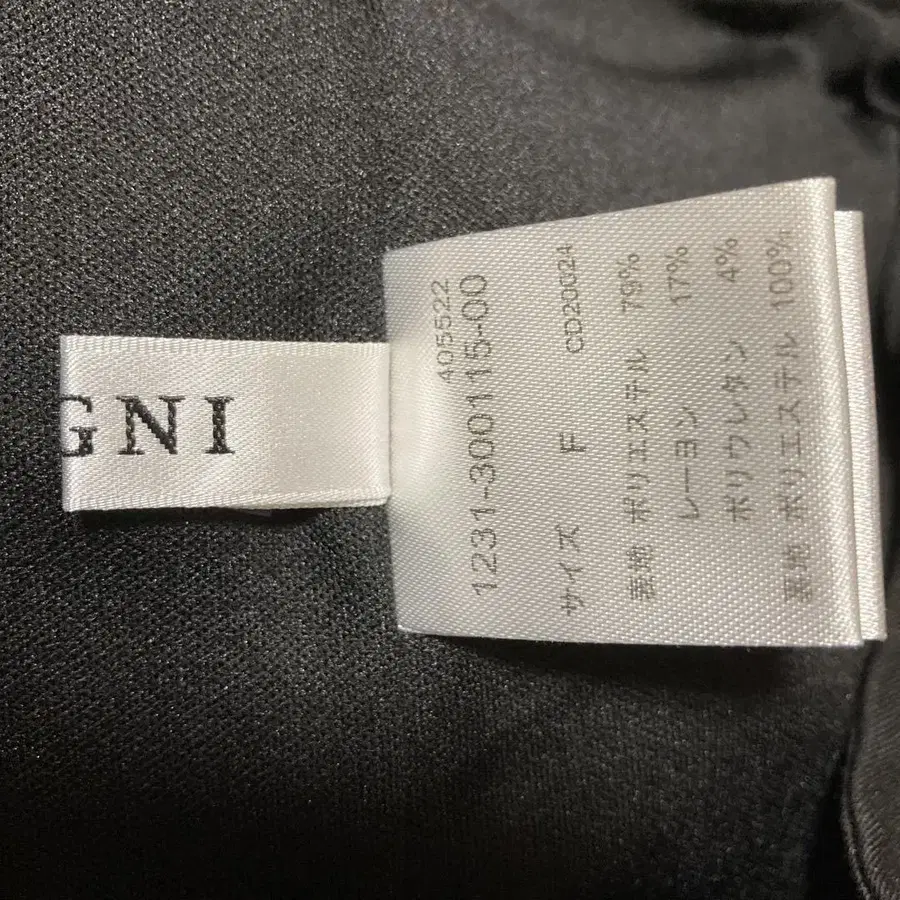 GNI
405522
1231-300115-00
サイズ F CD20024
表地 ポリエステル 79%
レーヨン 17%
ポリウレタン 4%
裏地 ポリエステル 100%